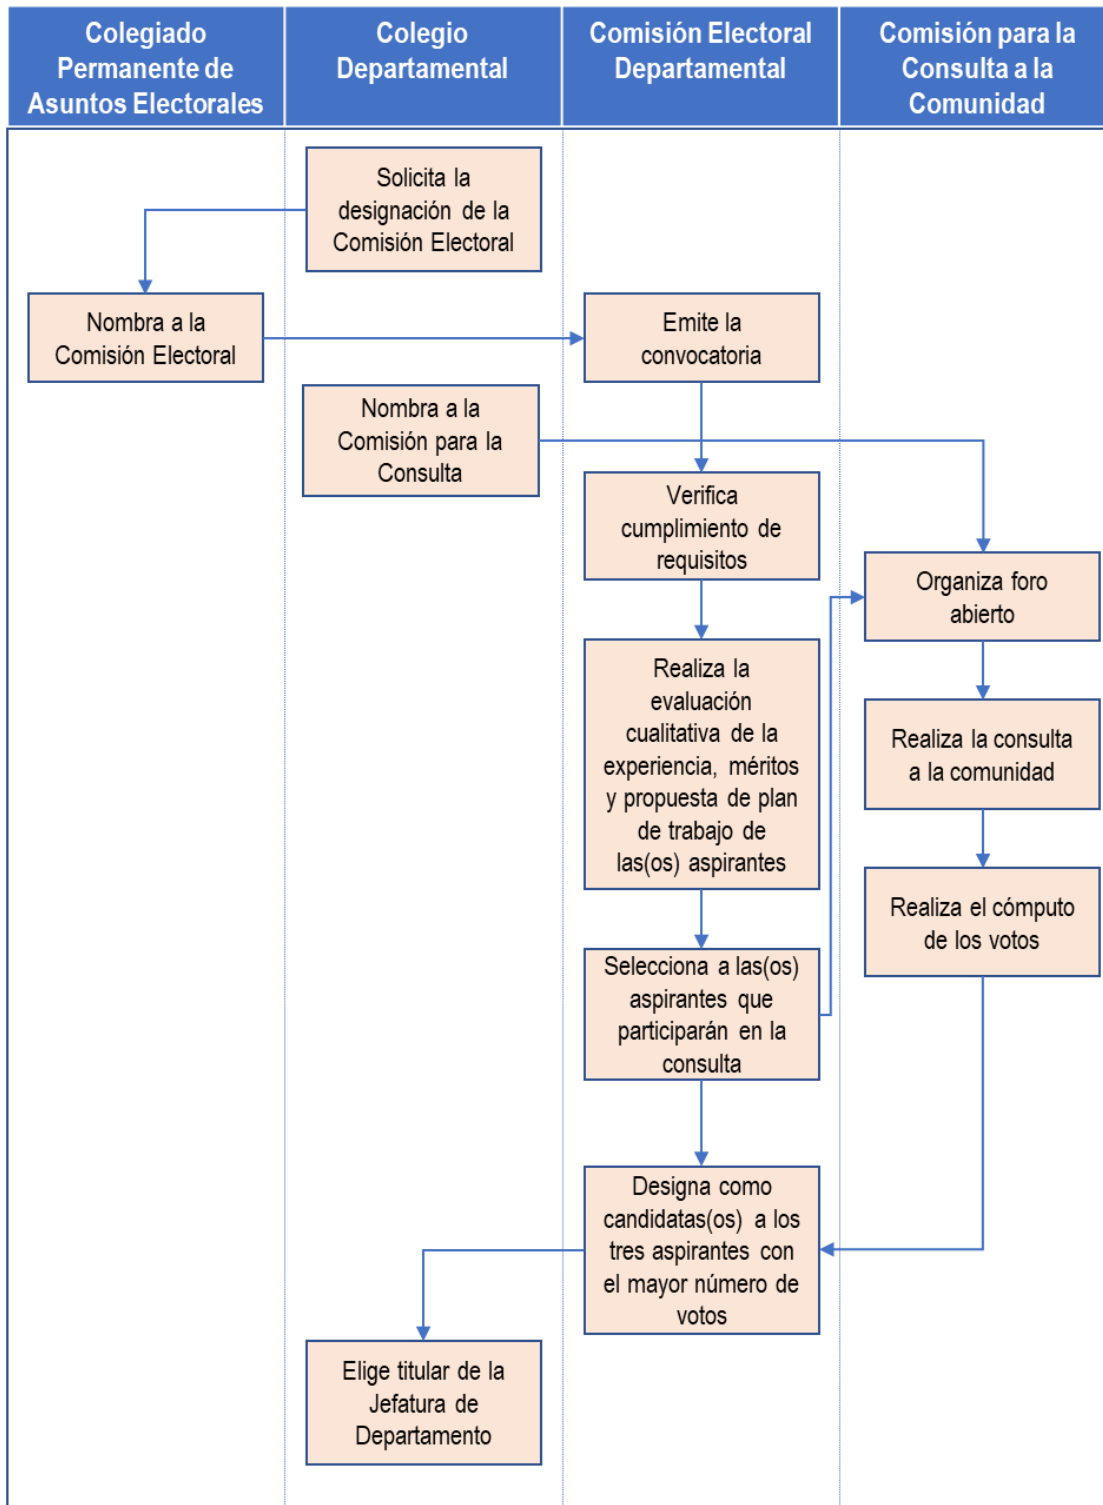 Colegiado
Permanente de
Asuntos Electorales
Colegio
Departamental
Comisión Electoral
Departamental
Comisión para la
Consulta a la
Comunidad
Solicita la
designación de la
Comisión Electoral
Nombra a la
Comisión Electoral
Emite la
convocatoria
Nombra a la
Comisión para la
Consulta
Verifica
cumplimiento de
requisitos
Organiza foro
abierto
Realiza la
evaluación
cualitativa de la
experiencia, méritos
y propuesta de plan
de trabajo de
las(os) aspirantes
Realiza la consulta
a la comunidad
Realiza el cómputo
de los votos
Selecciona a las(os)
aspirantes que
participarán en la
consulta
Designa como
candidatas(os) a los
tres aspirantes con
el mayor número de
votos
Elige titular de la
Jefatura de
Departamento